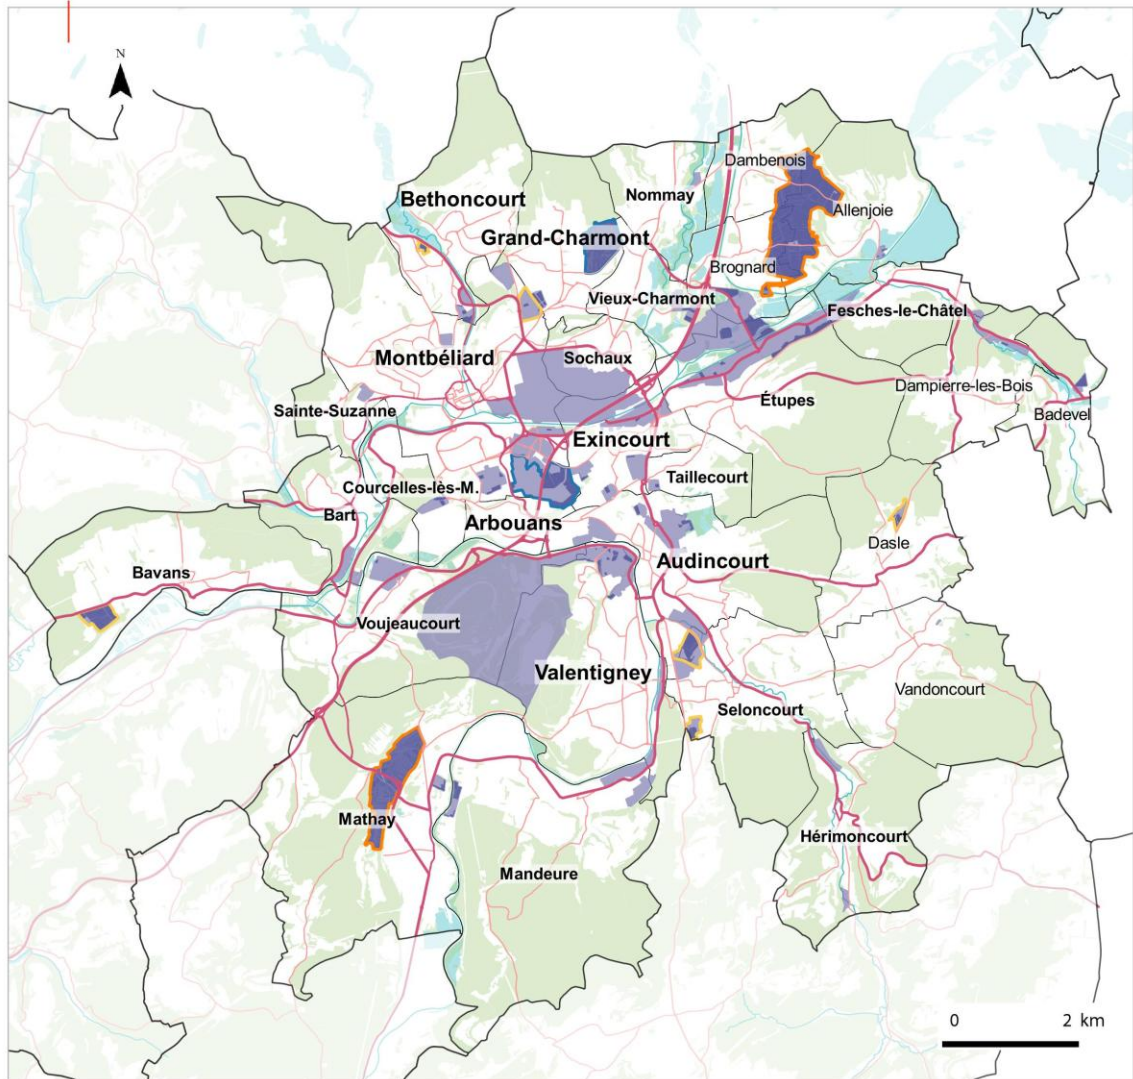 N
Dambenois
Bethoncourt
Nommay
Allenjoie
Grand-Charmont
Brognard
Vieux-Charmont
Fesches-le-Châtel
Montbéliard
Sochaux
Dampierre-les-Bois
Étupes
Sainte-Suzanne
Badevel
Exincourt
Taillecourt
Courcelles-lès-M.
Bart
Arbouans
Dasle
Audincourt
Bavans
Voujeaucourt
Valentigney
Vandoncourt
Seloncourt
Mathay
Hérimoncourt
Mandeure
0 2 km